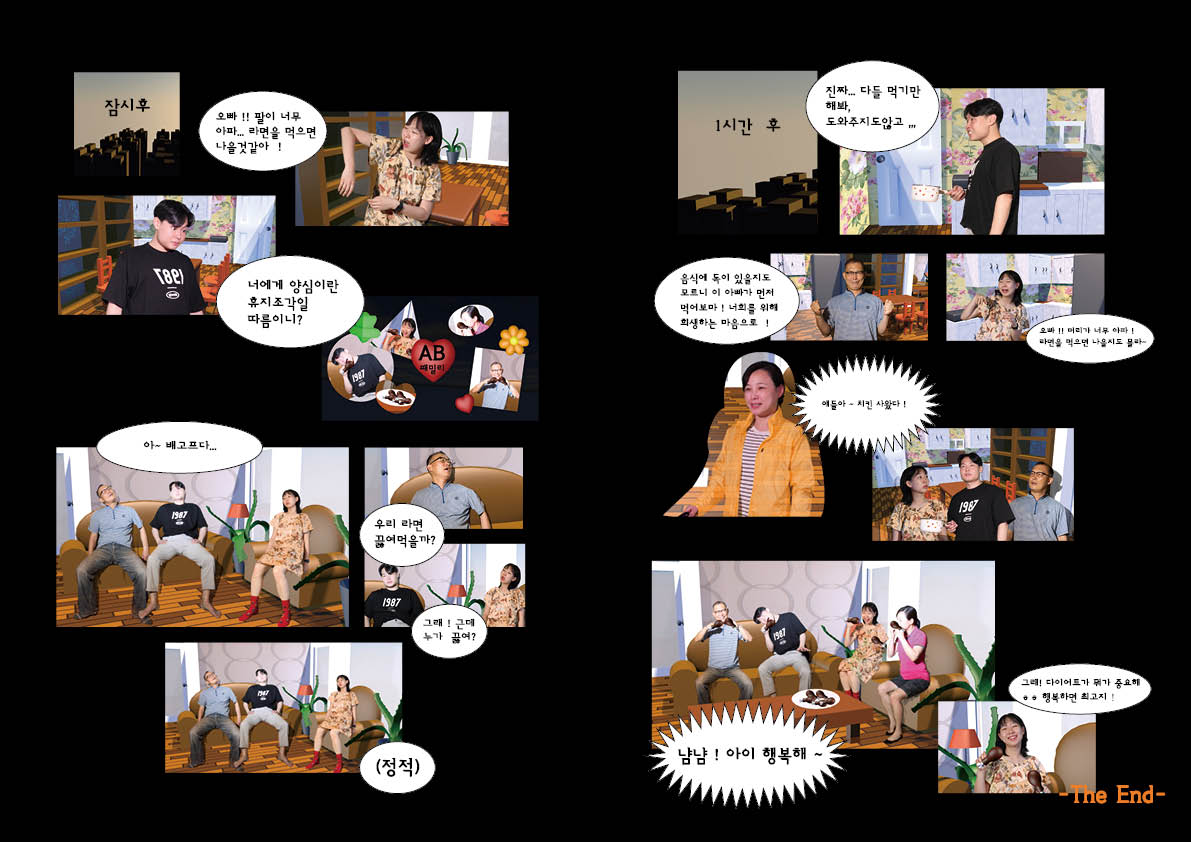 잠시후
오빠 !! 팔이 너무
아파... 라면을 먹으면
나을것같아 !
1987
너에게 양심이란
휴지조각일
따름이니?
AB
패밀리
1987
아~ 배고프다...
1987
우리 라면
끓여먹을까?
1987
그래 ! 근데
누가 끓여?
1987
(정적)
1시간 후
진짜... 다들 먹기만
해봐,
도와주지도않고 ,,,
음식에 독이 있을지도
모르니 이 아빠가 먼저
먹어보마 ! 너희를 위해
희생하는 마음으로 !
오빠 !! 머리가 너무 아파 !
라면을 먹으면 나을지도 몰라~
얘들아 ~ 치킨 사왔다 !
1987
1987
냠냠 ! 아이 행복해 ~
그래! 다이어트가 뭐가 중요해
ㅎㅎ 행복하면 최고지 !
-The End-